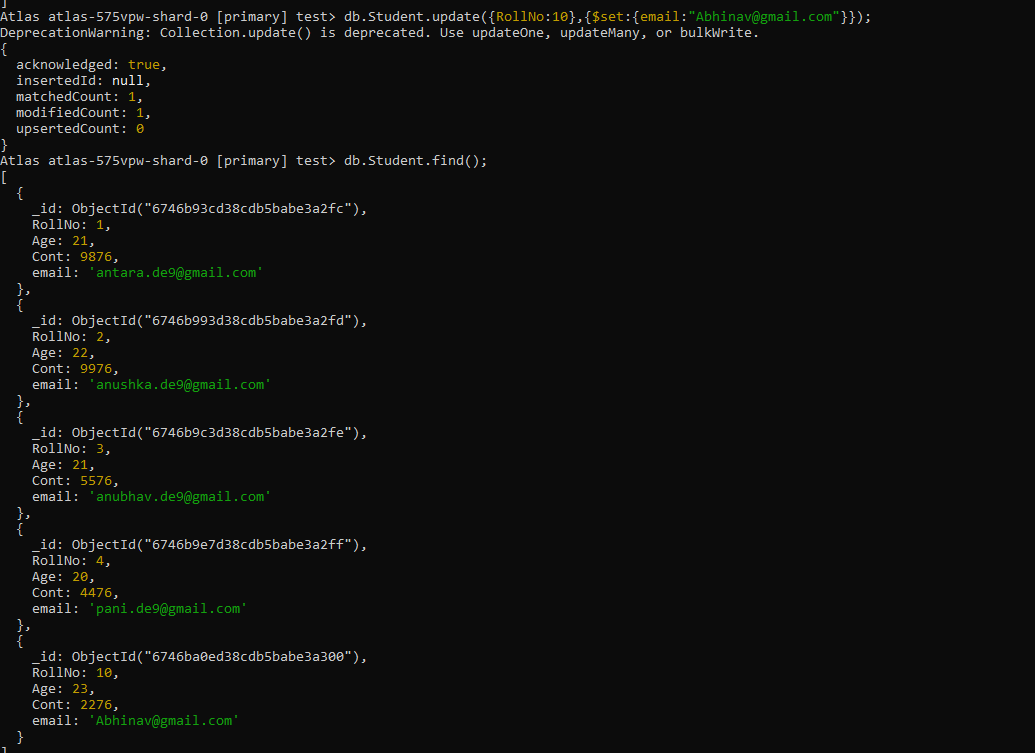 ]
Atlas atlas-575vpw-shard-0 [primary] test> db.Student.update({RollNo:10},{$set:{email:"Abhinav@gmail.com"}});
DeprecationWarning: Collection.update() is deprecated. Use updateOne, updateMany, or bulkWrite.
{
  acknowledged: true,
  insertedId: null,
  matchedCount: 1,
  modifiedCount: 1,
  upsertedCount: 0
}
Atlas atlas-575vpw-shard-0 [primary] test> db.Student.find();
[
  {
    _id: ObjectId("6746b93cd38cdb5babe3a2fc"),
    RollNo: 1,
    Age: 21,
    Cont: 9876,
    email: 'antara.de9@gmail.com'
  },
  {
    _id: ObjectId("6746b993d38cdb5babe3a2fd"),
    RollNo: 2,
    Age: 22,
    Cont: 9976,
    email: 'anushka.de9@gmail.com'
  },
  {
    _id: ObjectId("6746b9c3d38cdb5babe3a2fe"),
    RollNo: 3,
    Age: 21,
    Cont: 5576,
    email: 'anubhav.de9@gmail.com'
  },
  {
    _id: ObjectId("6746b9e7d38cdb5babe3a2ff"),
    RollNo: 4,
    Age: 20,
    Cont: 4476,
    email: 'pani.de9@gmail.com'
  },
  {
    _id: ObjectId("6746ba0ed38cdb5babe3a300"),
    RollNo: 10,
    Age: 23,
    Cont: 2276,
    email: 'Abhinav@gmail.com'
  }
]